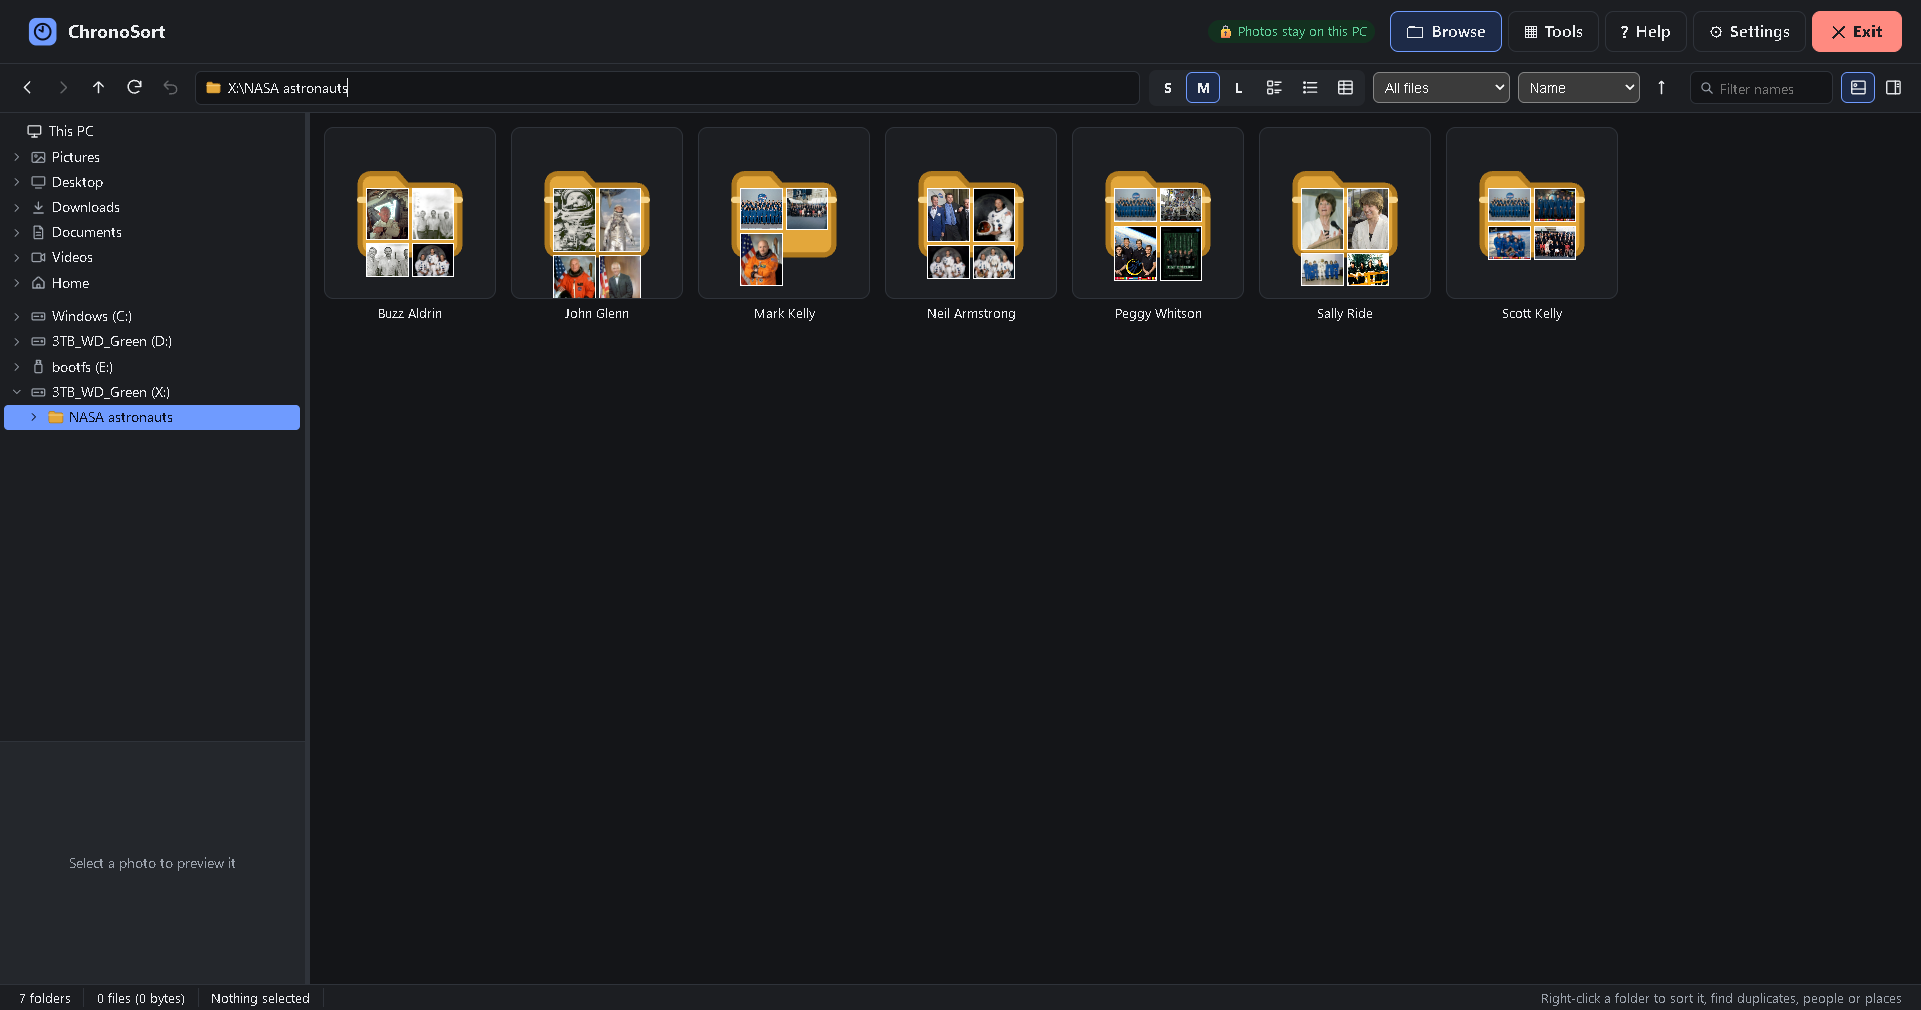 ChronoSort
Photos stay on this PC
Browse
Tools
? Help
Settings
Exit
X:\NASA astronauts
S
M
L
All files
Name
Filter names
This PC
Pictures
Desktop
Downloads
Documents
Videos
Home
Windows (C:)
3TB_WD_Green (D:)
bootfs (E:)
3TB_WD_Green (X:)
NASA astronauts
Buzz Aldrin
John Glenn
Mark Kelly
Neil Armstrong
Peggy Whitson
Sally Ride
Scott Kelly
Select a photo to preview it
7 folders
0 files (0 bytes)
Nothing selected
Right-click a folder to sort it, find duplicates, people or places